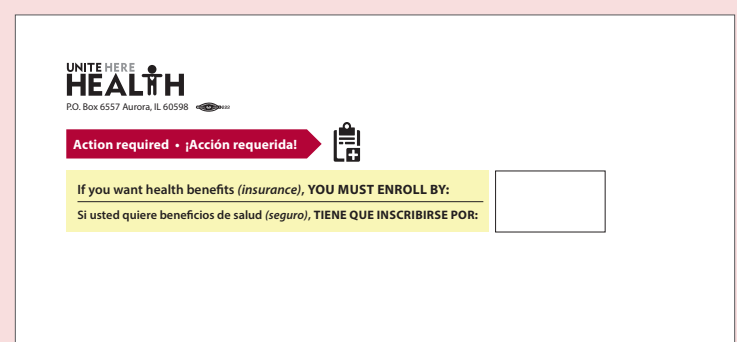 UNITE HERE
HEALTH
P.O. Box 6557 Aurora, IL 60598
Action required • ¡Acción requerida!
If you want health benefits (insurance), YOU MUST ENROLL BY:
Si usted quiere beneficios de salud (seguro), TIENE QUE INSCRIBIRSE POR: